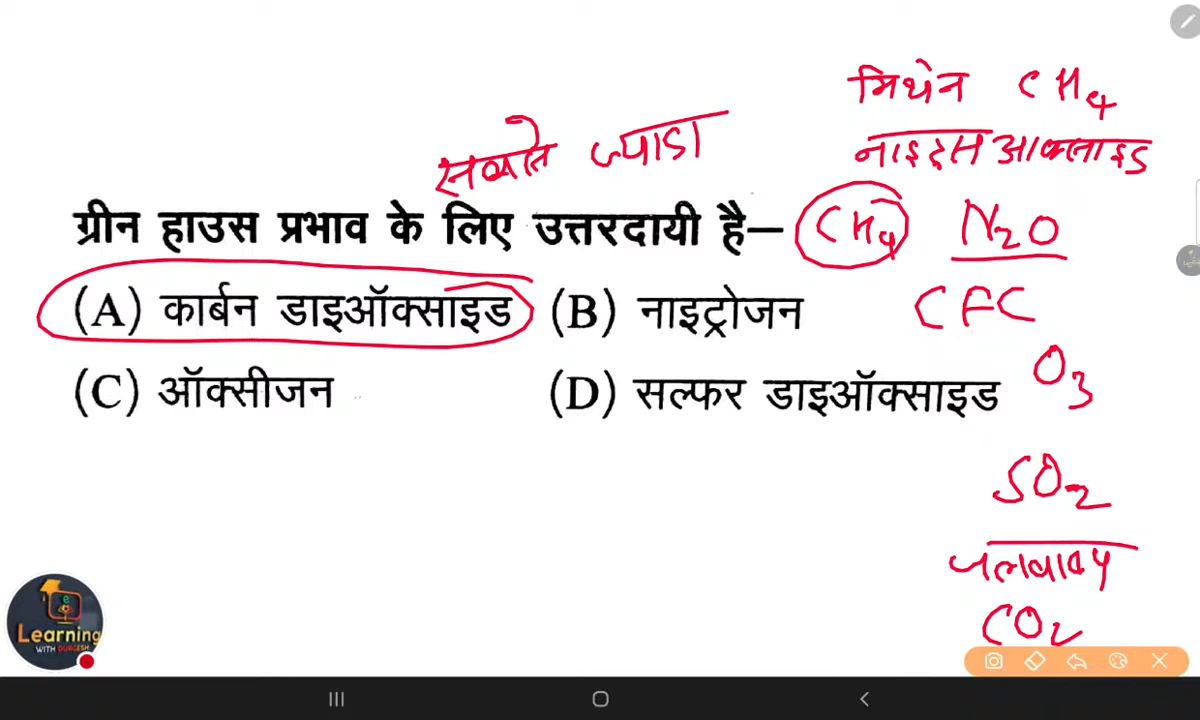 मिथेन CH4
सबसे ज्यादा नाइट्रस आक्साइड
ग्रीन हाउस प्रभाव के लिए उत्तरदायी है— CH4 N2O
(A) कार्बन डाइऑक्साइड (B) नाइट्रोजन CFC
(C) ऑक्सीजन (D) सल्फर डाइऑक्साइड O3
SO2
जलवाष्प
CO2
e
Learning
WITH DURGESH